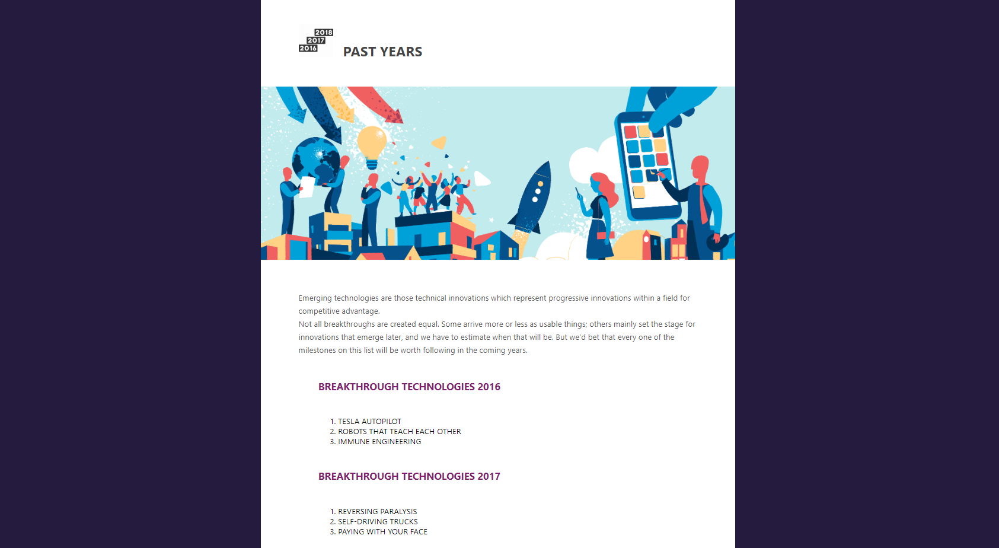 2018
2017
2016
PAST YEARS
Emerging technologies are those technical innovations which represent progressive innovations within a field for
competitive advantage.
Not all breakthroughs are created equal. Some arrive more or less as usable things; others mainly set the stage for
innovations that emerge later, and we have to estimate when that will be. But we’d bet that every one of the
milestones on this list will be worth following in the coming years.
BREAKTHROUGH TECHNOLOGIES 2016
1. TESLA AUTOPILOT
2. ROBOTS THAT TEACH EACH OTHER
3. IMMUNE ENGINEERING
BREAKTHROUGH TECHNOLOGIES 2017
1. REVERSING PARALYSIS
2. SELF-DRIVING TRUCKS
3. PAYING WITH YOUR FACE